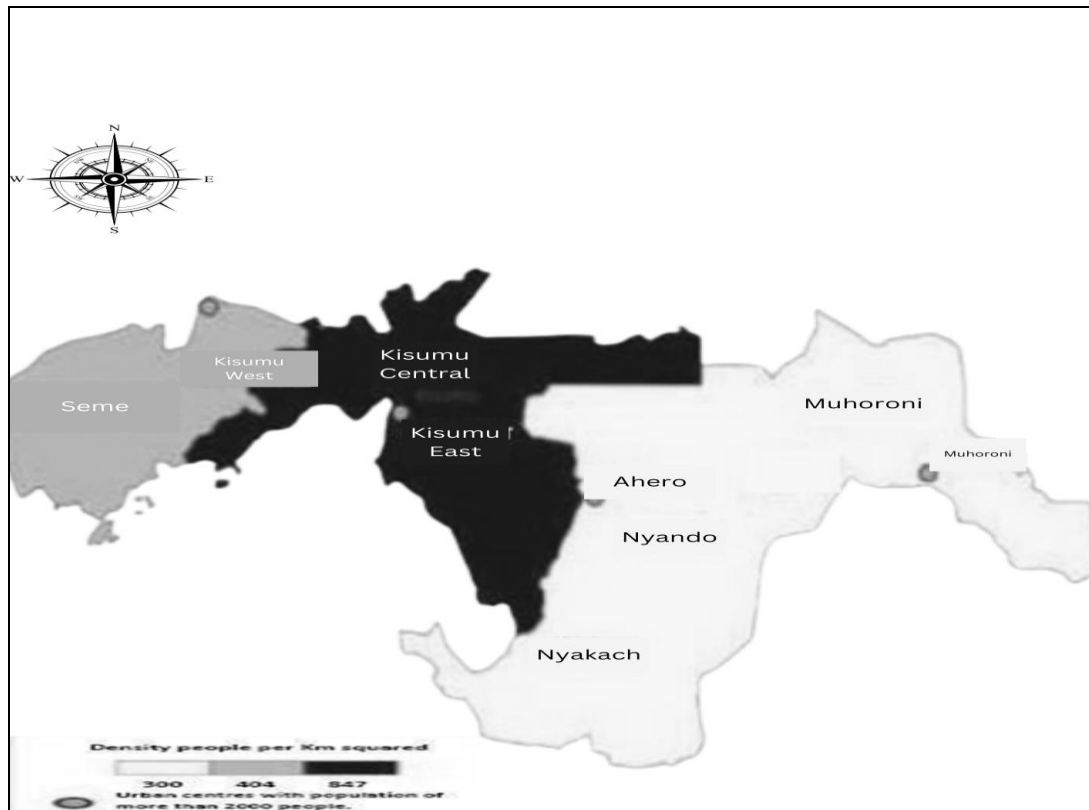 N
W E
S
Kisumu
West
Kisumu
Central
Seme
Muhoroni
Kisumu
East
Muhoroni
Ahero
Nyando
Nyakach
Density people per Km squared
300 404 847
Urban centres with population of
more than 2000 people.